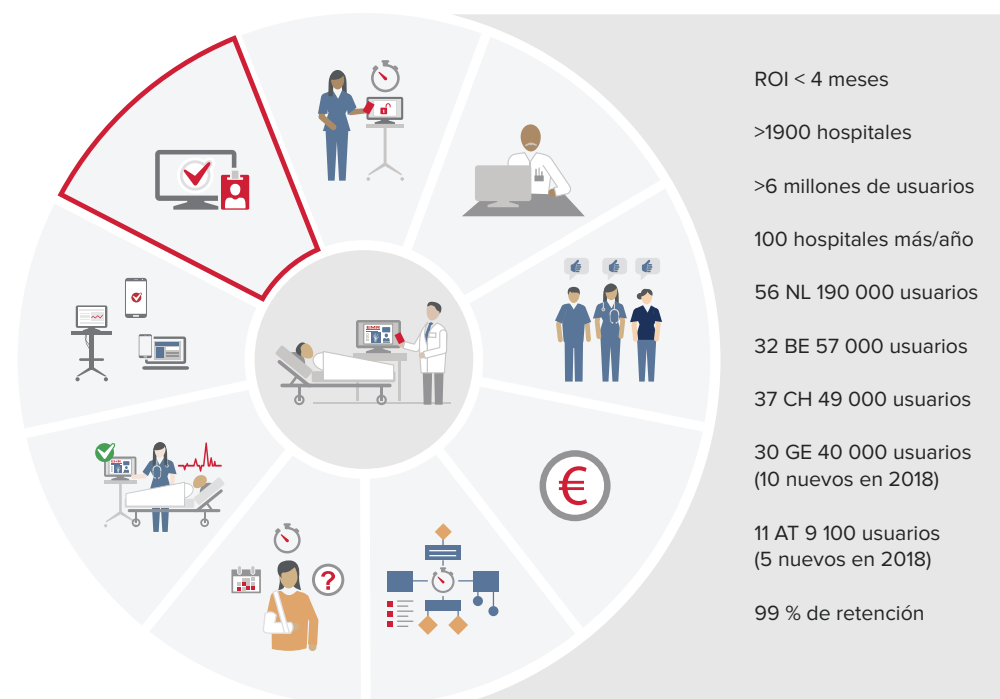 ROI < 4 meses
>1900 hospitales
>6 millones de usuarios
100 hospitales más/año
56 NL 190 000 usuarios
32 BE 57 000 usuarios
37 CH 49 000 usuarios
30 GE 40 000 usuarios
(10 nuevos en 2018)
11 AT 9 100 usuarios
(5 nuevos en 2018)
99 % de retención
EMR
€
?